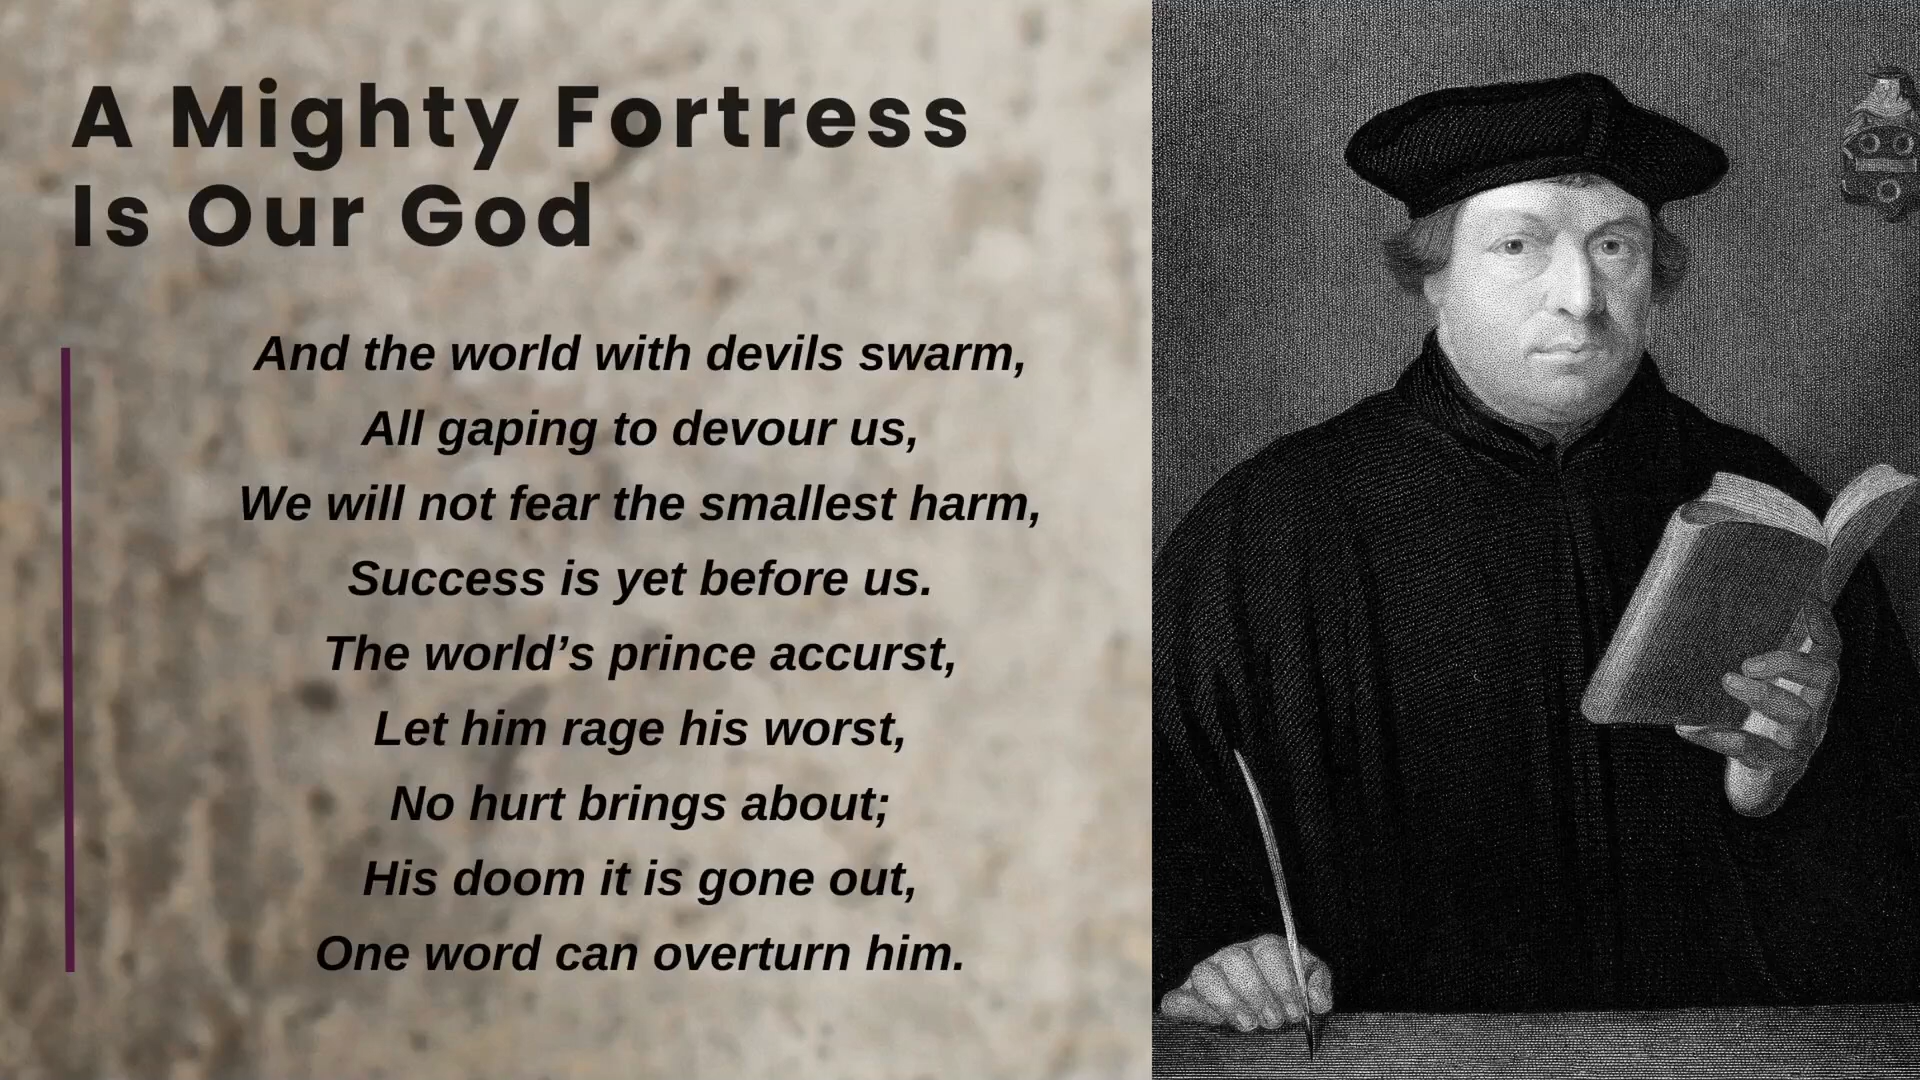 A Mighty Fortress
Is Our God
And the world with devils swarm,
All gaping to devour us,
We will not fear the smallest harm,
Success is yet before us.
The world’s prince accurst,
Let him rage his worst,
No hurt brings about;
His doom it is gone out,
One word can overturn him.